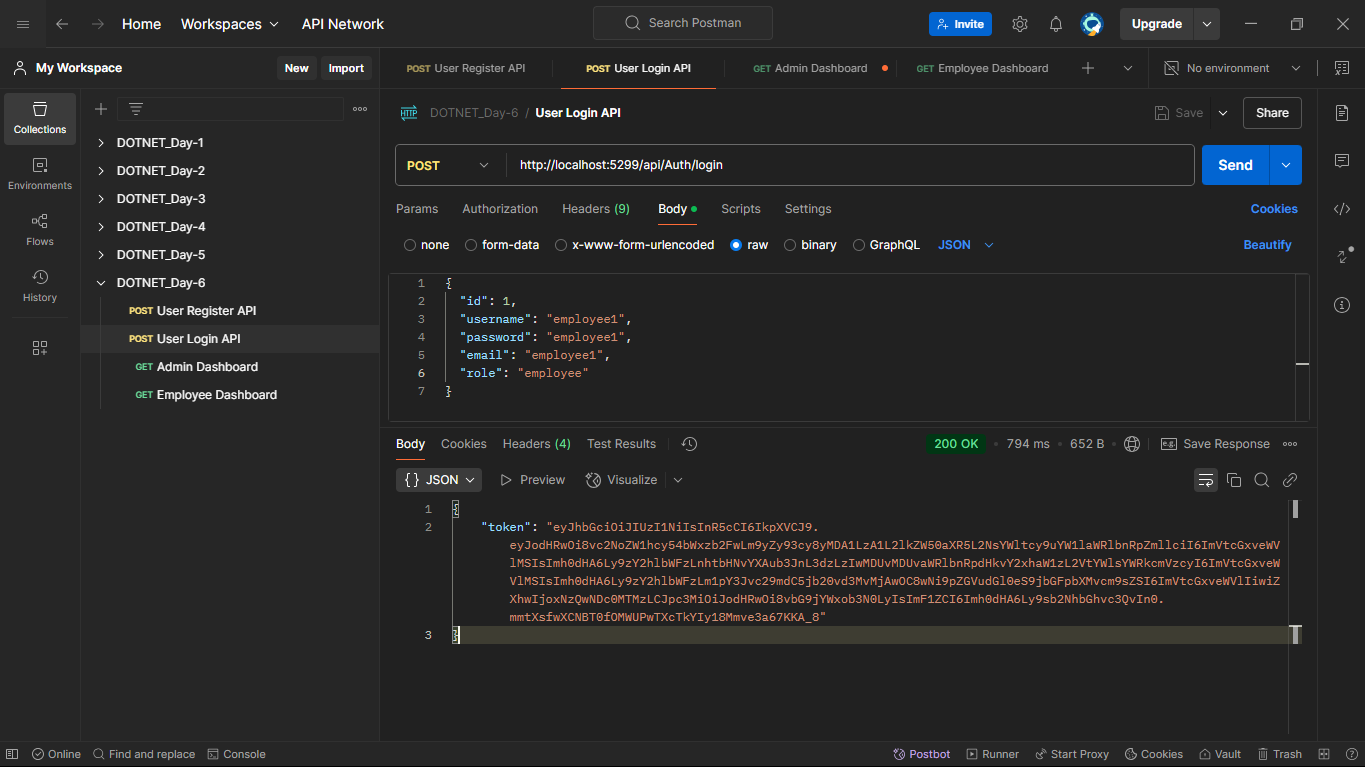 Home Workspaces API Network Search Postman Invite Upgrade
My Workspace New Import POST User Register API POST User Login API GET Admin Dashboard GET Employee Dashboard No environment
Collections
Environments
Flows
History
DOTNET_Day-1
DOTNET_Day-2
DOTNET_Day-3
DOTNET_Day-4
DOTNET_Day-5
DOTNET_Day-6
POST User Register API
POST User Login API
GET Admin Dashboard
GET Employee Dashboard
HTTP DOTNET_Day-6 / User Login API Save Share
POST http://localhost:5299/api/Auth/login Send
Params Authorization Headers (9) Body Scripts Settings Cookies
none form-data x-www-form-urlencoded raw binary GraphQL JSON Beautify
1 {
2 "id": 1,
3 "username": "employee1",
4 "password": "employee1",
5 "email": "employee1",
6 "role": "employee"
7 }
Body Cookies Headers (4) Test Results 200 OK 794 ms 652 B e.g. Save Response
{} JSON Preview Visualize
1 {
2 "token": "eyJhbGciOiJIUzI1NiIsInR5cCI6IkpXVCJ9.
eyJodHRwOi8vc2NoZW1hcy54bWxzb2FwLm9yZy93cy8yMDA1LzA1L2lkZW50aXR5L2NsYWltcy9uYW1laWRlbnRpZmllciI6ImVtcGxveWV
lMSIsImh0dHA6Ly9zY2hlbWFzLnhtbHNvYXAub3JnL3dzLzIwMDUvMDUvaWRlbnRpdHkvY2xhaW1zL2VtYWlsYWRkcmVzcyI6ImVtcGxveW
VlMSIsImh0dHA6Ly9zY2hlbWFzLm1pY3Jvc29mdC5jb20vd3MvMjAwOC8wNi9pZGVudGl0eS9jbGFpbXMvcm9sZSI6ImVtcGxveWVlIiwiZ
XhwIjoxNzQwNDc0MTMzLCJpc3MiOiJodHRwOi8vbG9jYWxob3N0LyIsImF1ZCI6Imh0dHA6Ly9sb2NhbGhvc3QvIn0.
mmtXsfwXCNBT0fOMWUPwTXcTkYIy18Mmve3a67KKA_8"
3 }
Online Find and replace Console Postbot Runner Start Proxy Cookies Vault Trash